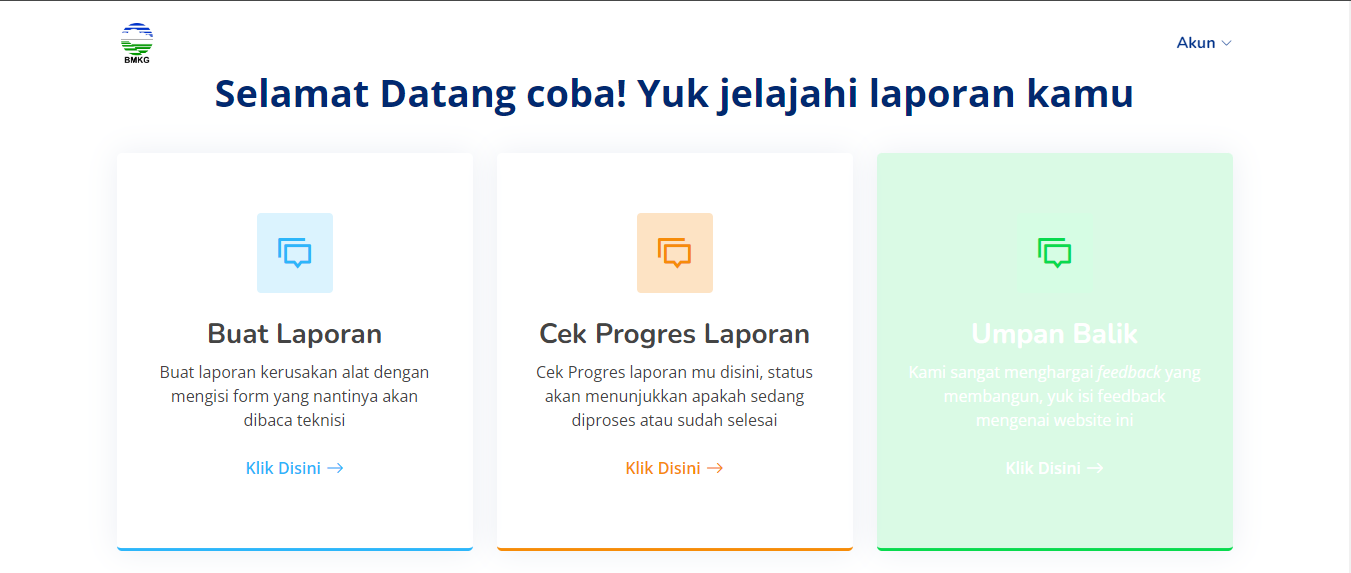 BMKG
Akun
Selamat Datang coba! Yuk jelajahi laporan kamu
Buat Laporan
Buat laporan kerusakan alat dengan
mengisi form yang nantinya akan
dibaca teknisi
Klik Disini →
Cek Progres Laporan
Cek Progres laporan mu disini, status
akan menunjukkan apakah sedang
diproses atau sudah selesai
Klik Disini →
Umpan Balik
Kami sangat menghargai feedback yang
membangun, yuk isi feedback
mengenai website ini
Klik Disini →